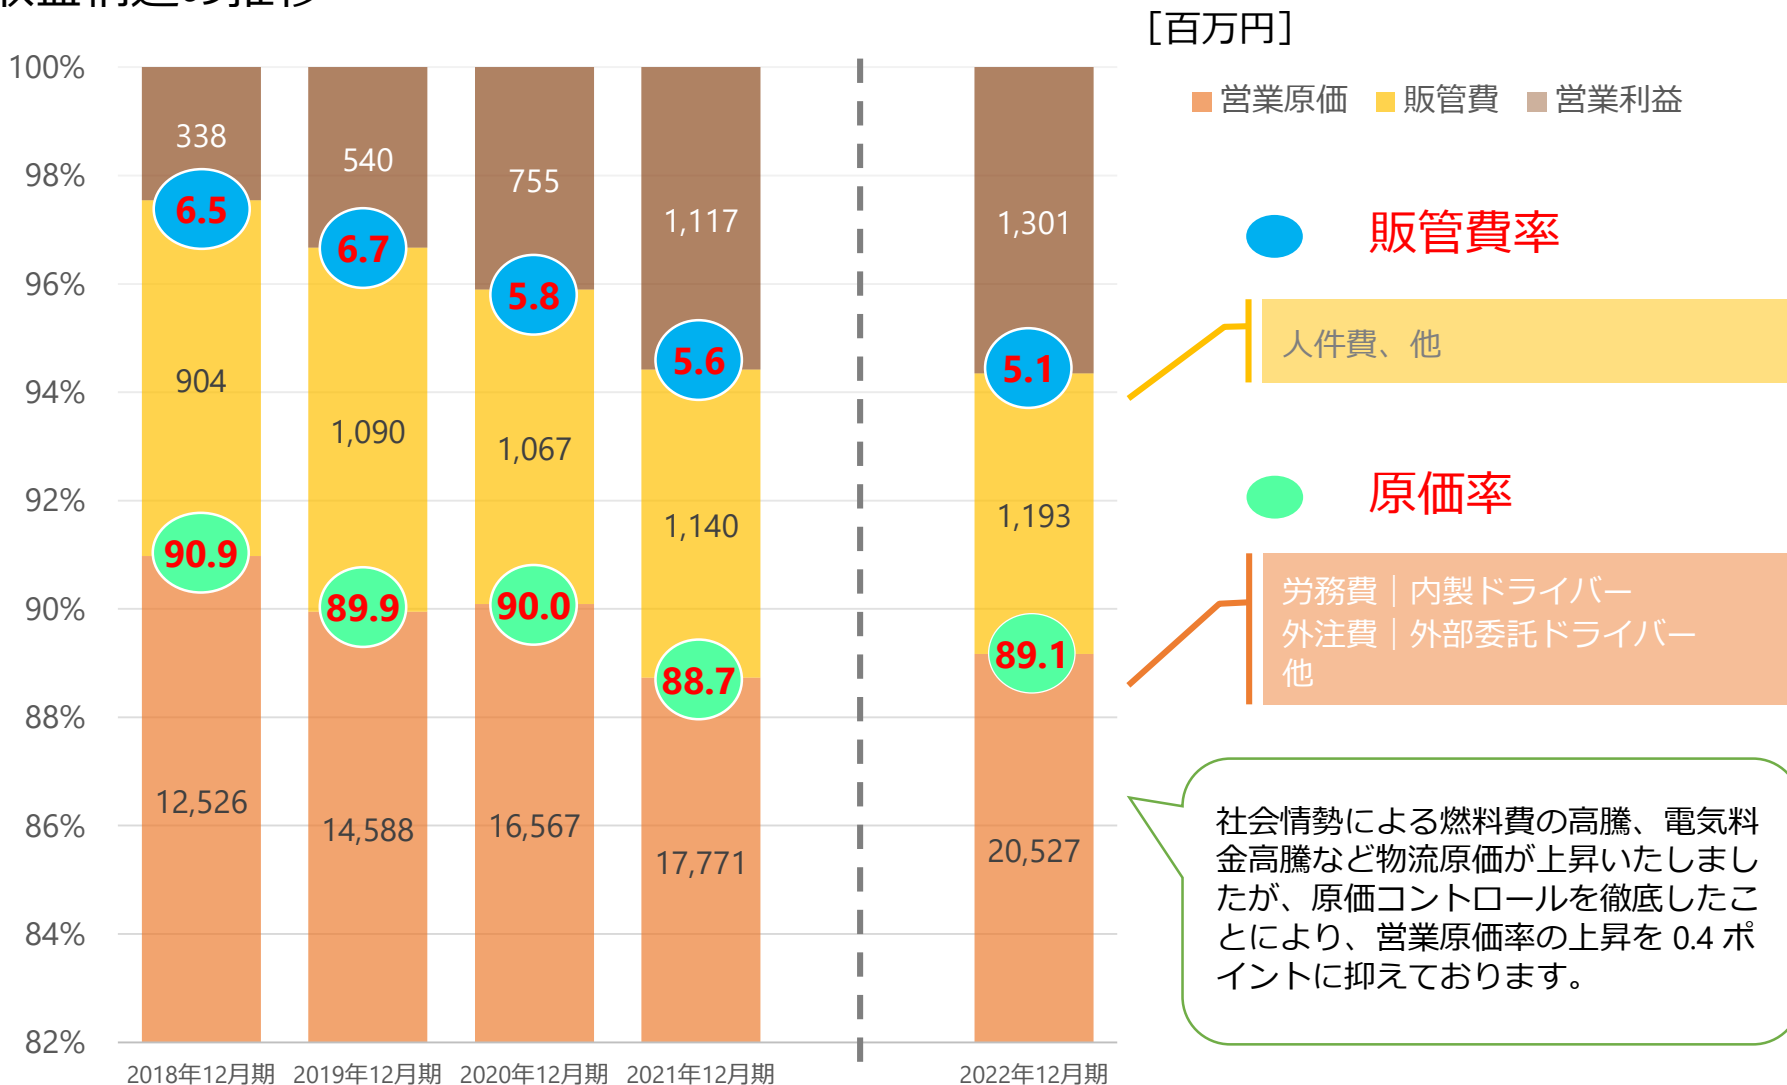 ［百万円］
営業原価 販管費 営業利益
100%
98%
96%
94%
92%
90%
88%
86%
84%
82%
338
6.5
904
90.9
12,526
540
6.7
1,090
89.9
14,588
755
5.8
1,067
90.0
16,567
1,117
5.6
1,140
88.7
17,771
1,301
5.1
1,193
89.1
20,527
2018年12月期 2019年12月期 2020年12月期 2021年12月期 2022年12月期
販管費率
人件費、他
原価率
労務費｜内製ドライバー
外注費｜外部委託ドライバー
他
社会情勢による燃料費の高騰、電気料
金高騰など物流原価が上昇いたしまし
たが、原価コントロールを徹底したこ
とにより、営業原価率の上昇を 0.4 ポ
イントに抑えております。